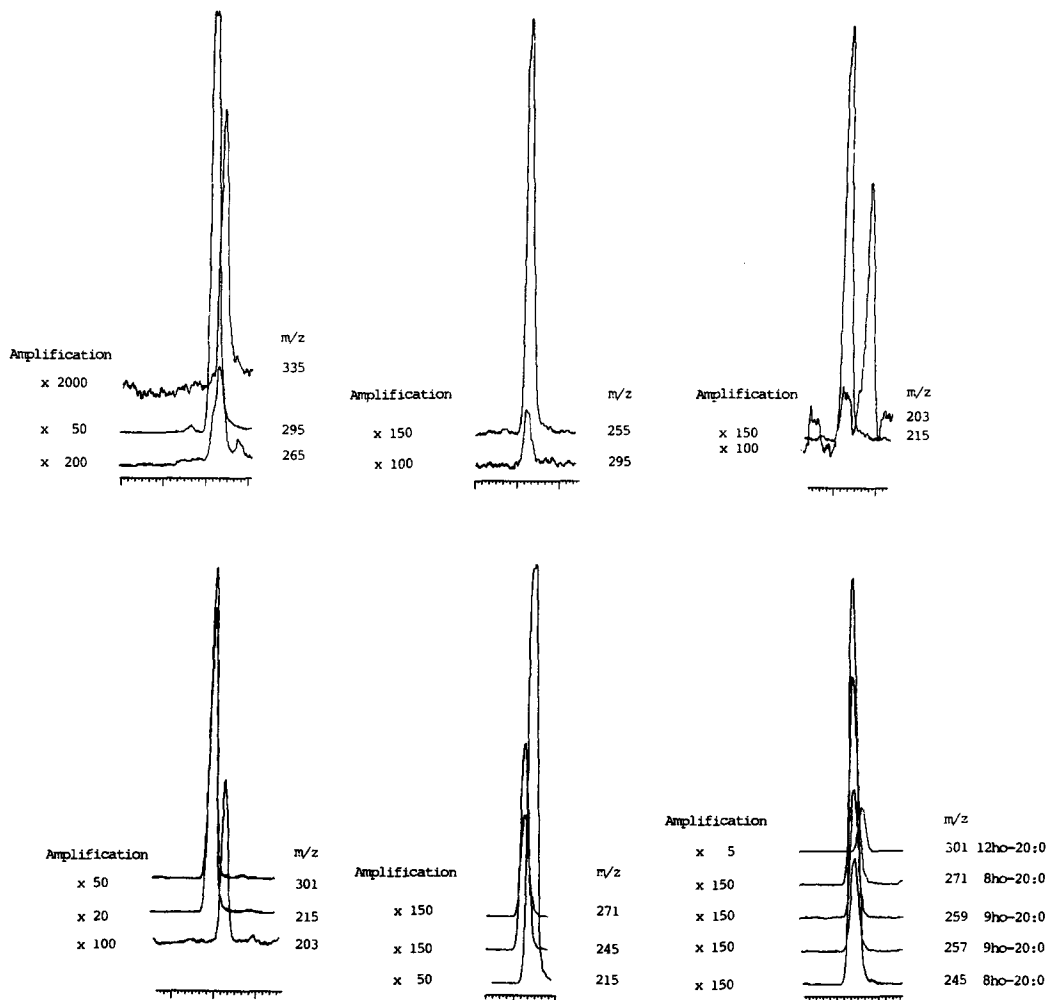 m/z
Amplification
335
x 2000
x 50
295
x 200
265
Amplification
m/z
x 150
255
x 100
295
Amplification
m/z
203
x 150
215
x 100
Amplification
m/z
x 50
301
x 20
215
x 100
203
Amplification
m/z
x 150
271
x 150
245
x 50
215
Amplification
m/z
x 5
301 12ho-20:0
x 150
271 8ho-20:0
x 150
259 9ho-20:0
x 150
257 9ho-20:0
x 150
245 8ho-20:0